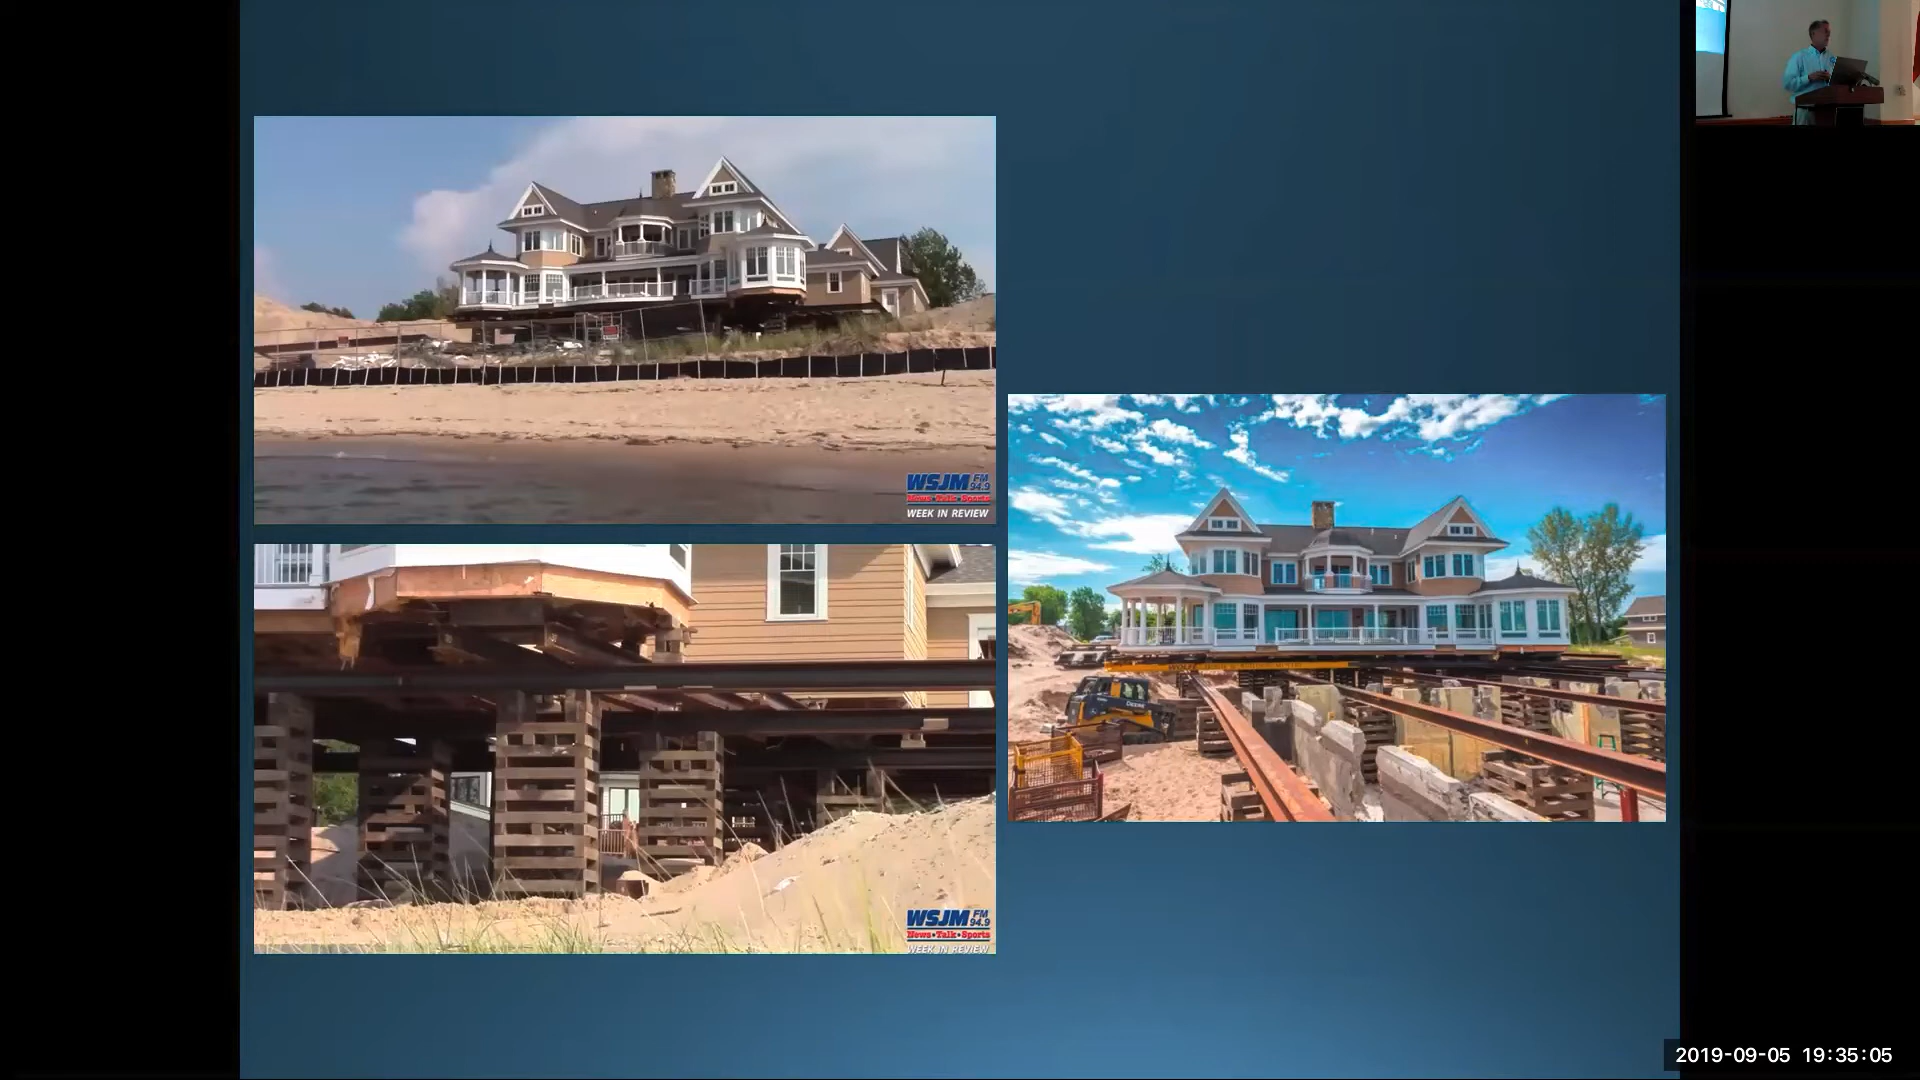 WSJM FM
94.9
News•Talk•Sports
WEEK IN REVIEW
WSJM FM
94.9
News•Talk•Sports
WEEK IN REVIEW
DEERE
2019-09-05 19:35:05